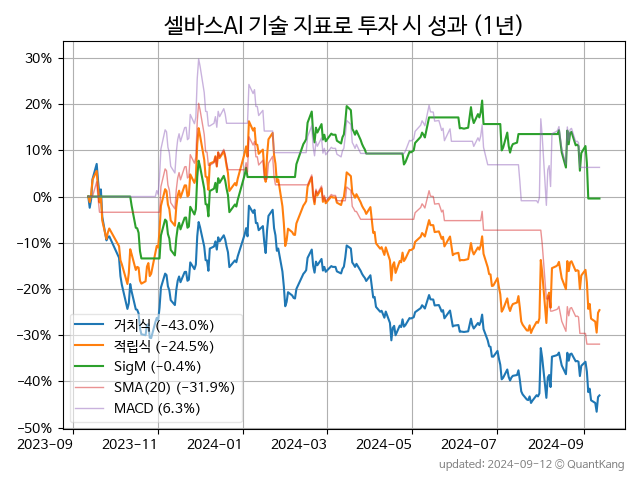 셀바스AI 기술 지표로 투자 시 성과 (1년)
30%
20%
10%
0%
−10%
−20%
−30%
−40%
−50%
거치식 (−43.0%)
적립식 (−24.5%)
SigM (−0.4%)
SMA(20) (−31.9%)
MACD (6.3%)
2023-09 2023-11 2024-01 2024-03 2024-05 2024-07 2024-09
updated: 2024-09-12 © QuantKang